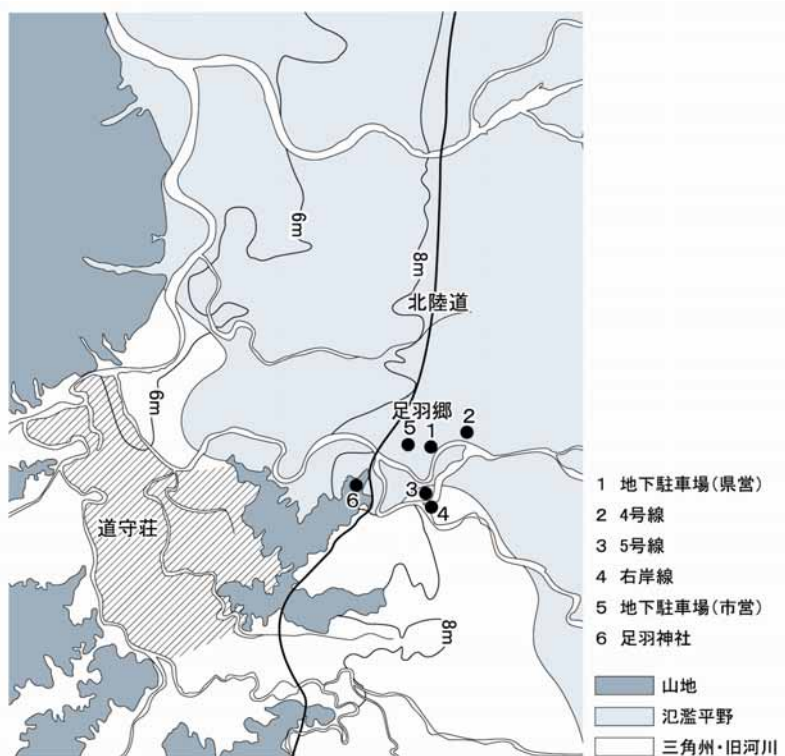 6m
8m
北陸道
6m
足羽郷
5
1
2
6
3
4
道守荘
8m
1 地下駐車場(県営)
2 4号線
3 5号線
4 右岸線
5 地下駐車場(市営)
6 足羽神社
山地
氾濫平野
三角州・旧河川